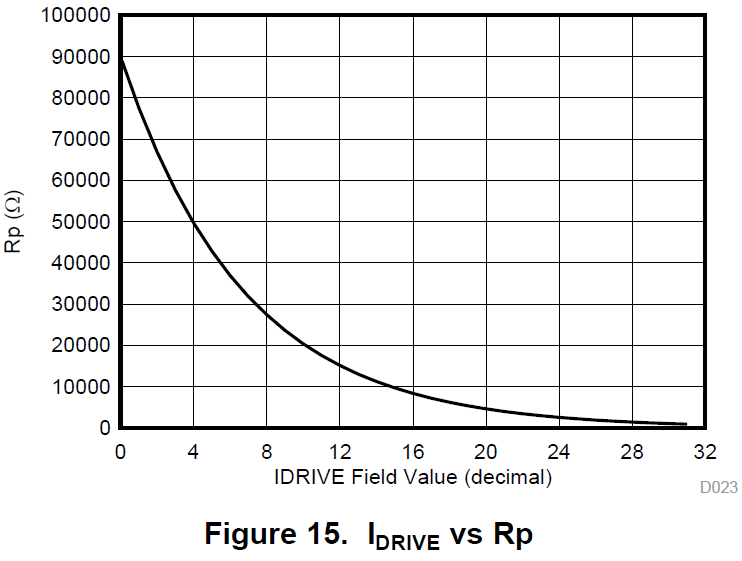 100000
90000
80000
70000
60000
50000
40000
30000
20000
10000
0
Rp (Ω)
0 4 8 12 16 20 24 28 32
IDRIVE Field Value (decimal)
D023
Figure 15. IDRIVE vs Rp